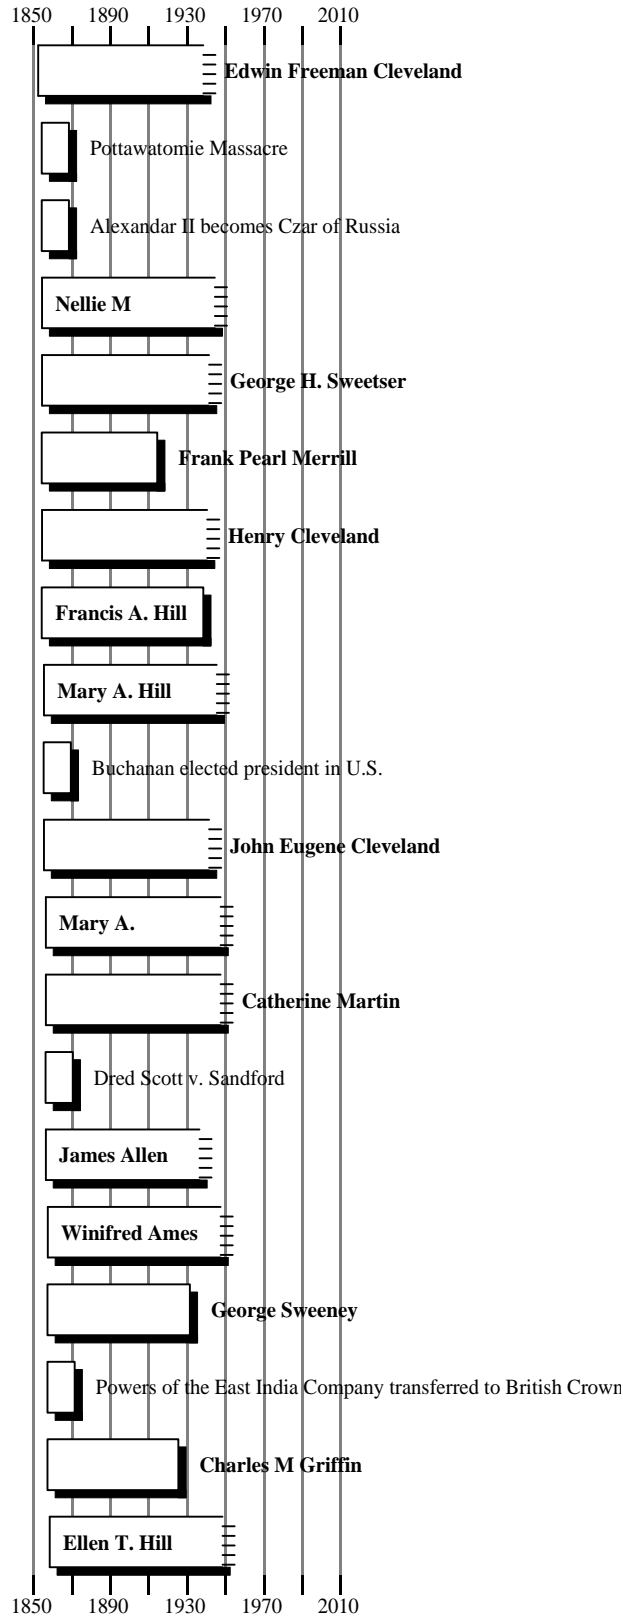 1850 1890 1930 1970 2010
Edwin Freeman Cleveland
Pottawatomie Massacre
Alexandar II becomes Czar of Russia
Nellie M
George H. Sweetser
Frank Pearl Merrill
Henry Cleveland
Francis A. Hill
Mary A. Hill
Buchanan elected president in U.S.
John Eugene Cleveland
Mary A.
Catherine Martin
Dred Scott v. Sandford
James Allen
Winifred Ames
George Sweeney
Powers of the East India Company transferred to British Crown
Charles M Griffin
Ellen T. Hill
1850 1890 1930 1970 2010